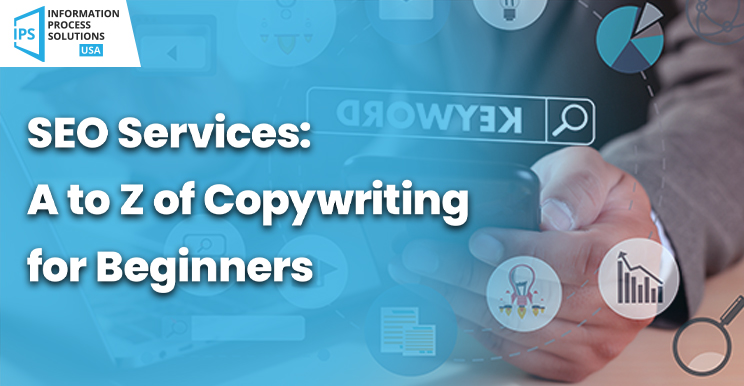 IPS
INFORMATION
PROCESS
SOLUTIONS
USA
KEYWORD
SEO Services:
A to Z of Copywriting
for Beginners